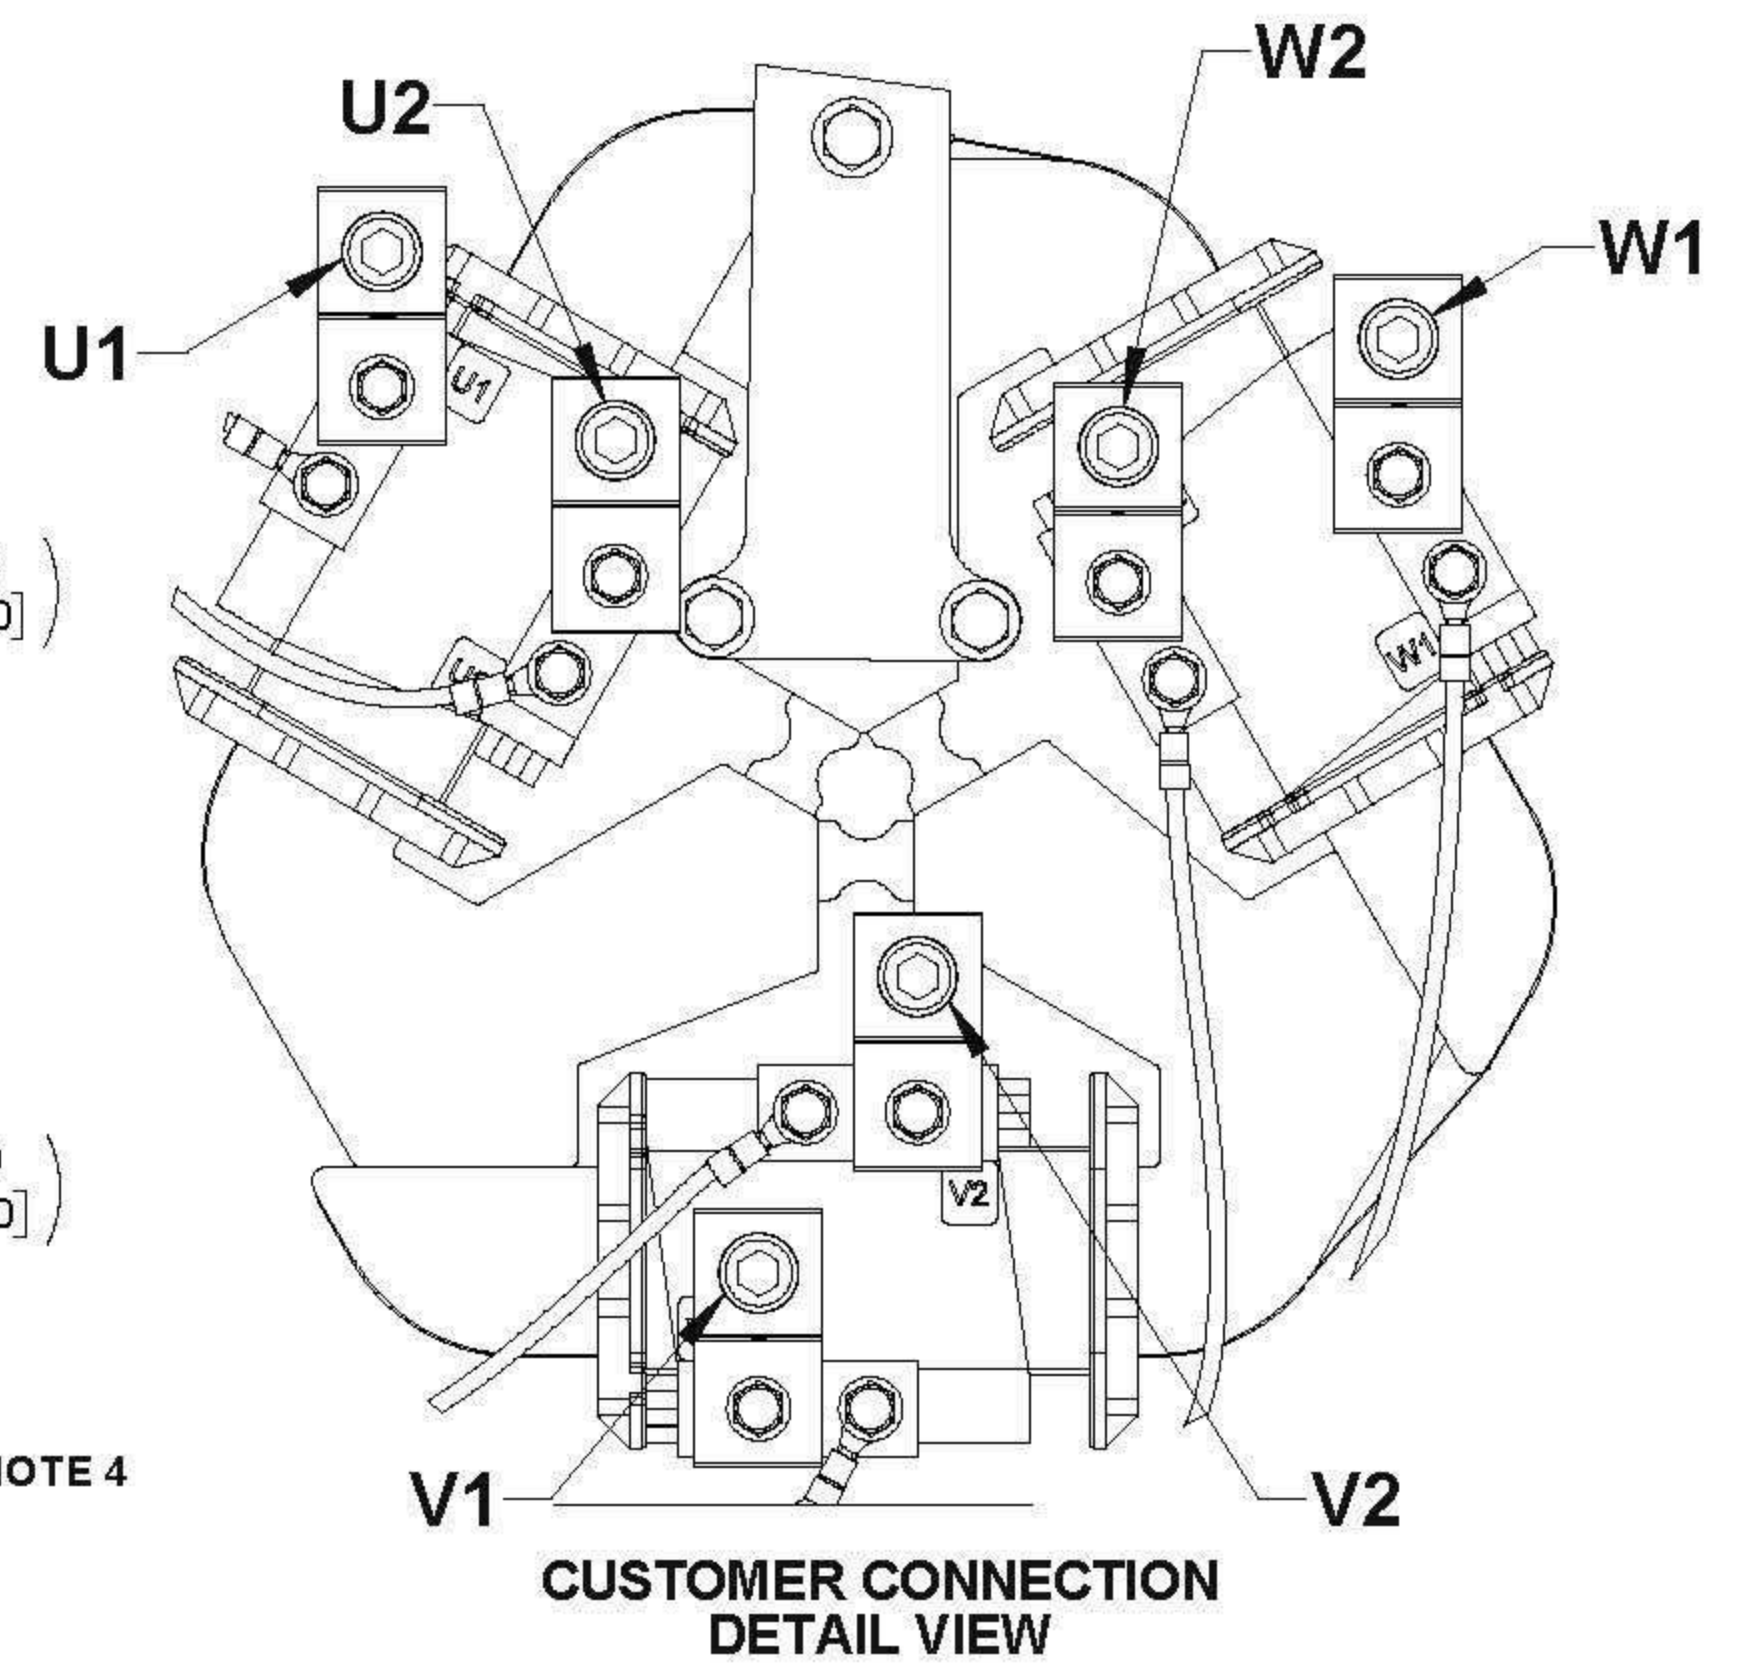 W2
U2
W1
U1
U1
W1
V2
NOTE 4
V1
V2
CUSTOMER CONNECTION
DETAIL VIEW